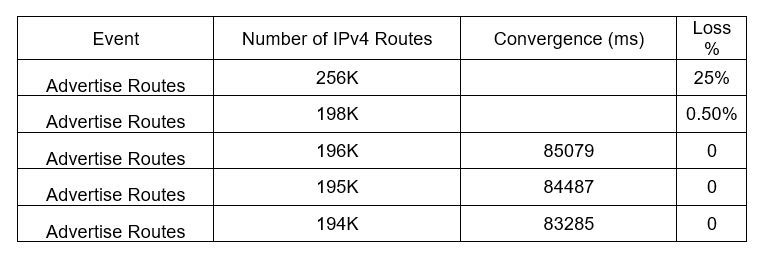 Event Number of IPv4 Routes Convergence (ms) Loss %
Advertise Routes 256K 25%
Advertise Routes 198K 0.50%
Advertise Routes 196K 85079 0
Advertise Routes 195K 84487 0
Advertise Routes 194K 83285 0